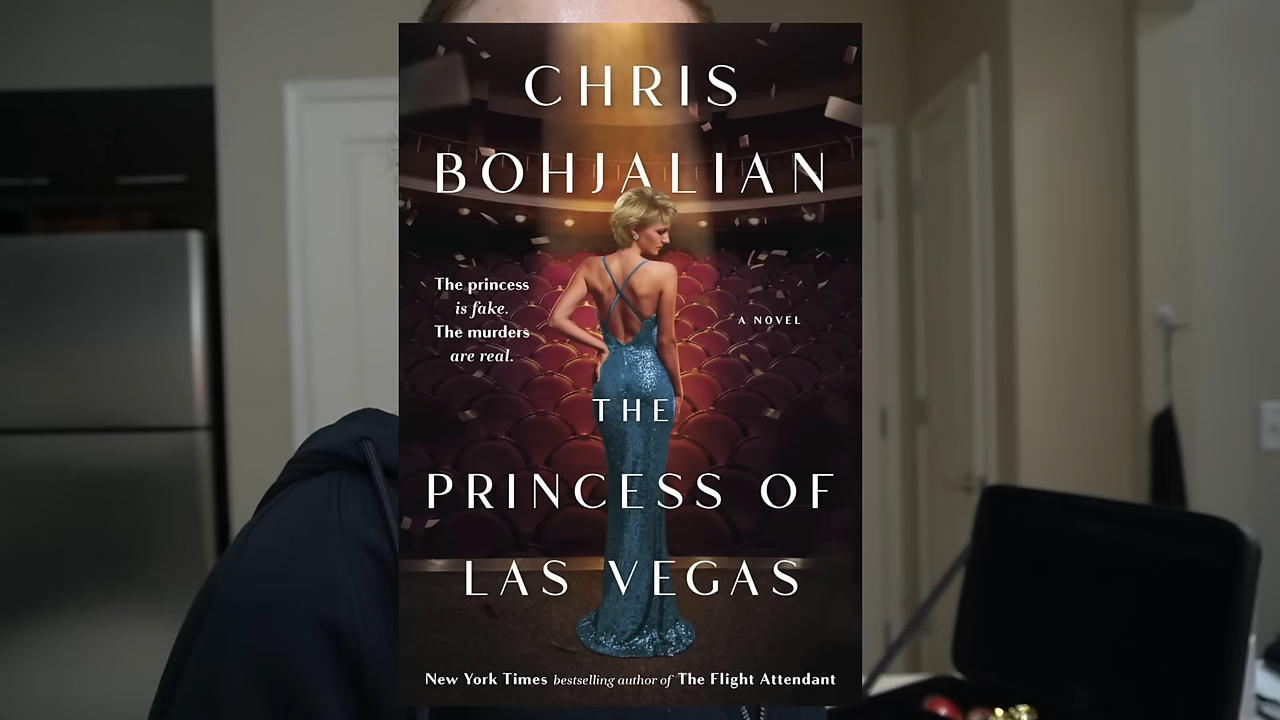 CHRIS
BOHJALIAN
The princess
is fake.
The murders
are real.
A NOVEL
THE
PRINCESS OF
LAS VEGAS
New York Times bestselling author of The Flight Attendant